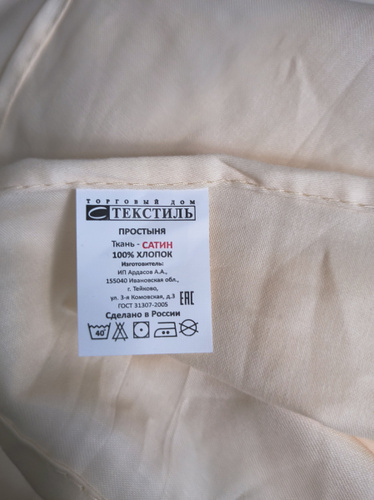 ТОРГОВЫЙ ДОМ
СТЕКСТИЛЬ
ПРОСТЫНЯ
Ткань - САТИН
100% ХЛОПОК
Изготовитель:
ИП Ардасов А.А.,
155040 Ивановская обл.,
г. Тейково,
ул. 3-я Комовская, д.3
ГОСТ 31307-2005
EAC
Сделано в России
40